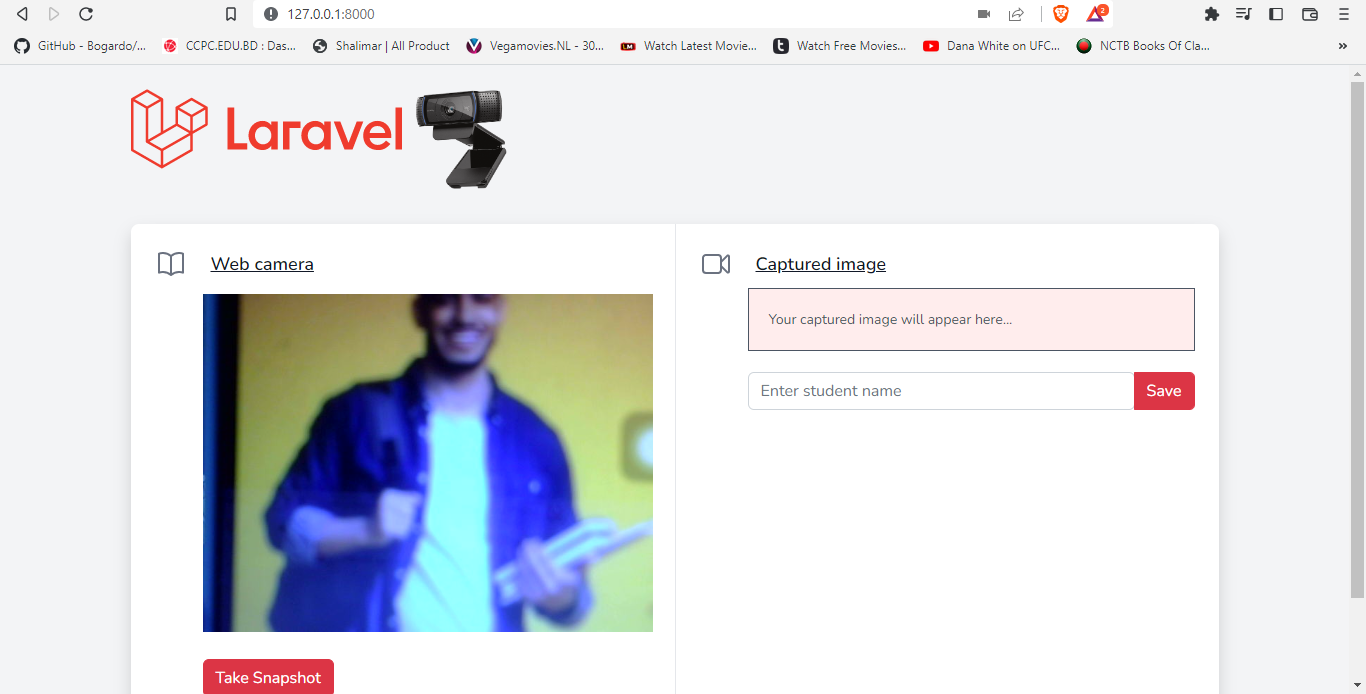 127.0.0.1:8000
2
GitHub - Bogardo/...
CCPC.EDU.BD : Das...
Shalimar | All Product
Vegamovies.NL - 30...
LM
Watch Latest Movie...
t
Watch Free Movies...
Dana White on UFC...
NCTB Books Of Cla...
»
Laravel
Web camera
Captured image
Your captured image will appear here...
Enter student name
Save
Take Snapshot